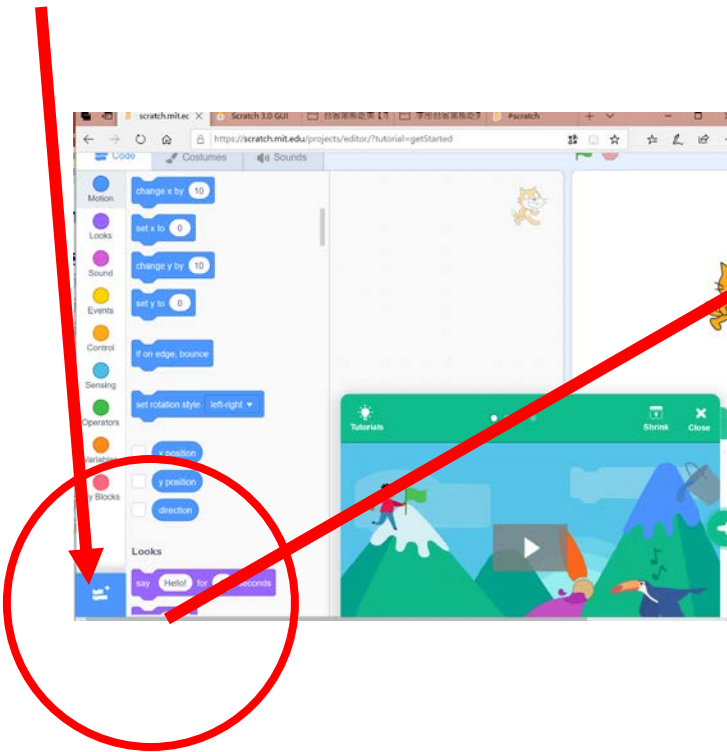 scratch.mit.ec
Scratch 3.0 GUI
#scratch
https://scratch.mit.edu/projects/editor/?tutorial=getStarted
Code
Costumes
Sounds
Motion
Looks
Sound
Events
Control
Sensing
Operators
Variables
y Blocks
change x by 10
set x to 0
change y by 10
set y to 0
if on edge, bounce
set rotation style left-right
x position
y position
direction
Looks
say Hello! for seconds
Tutorials
Shrink
Close